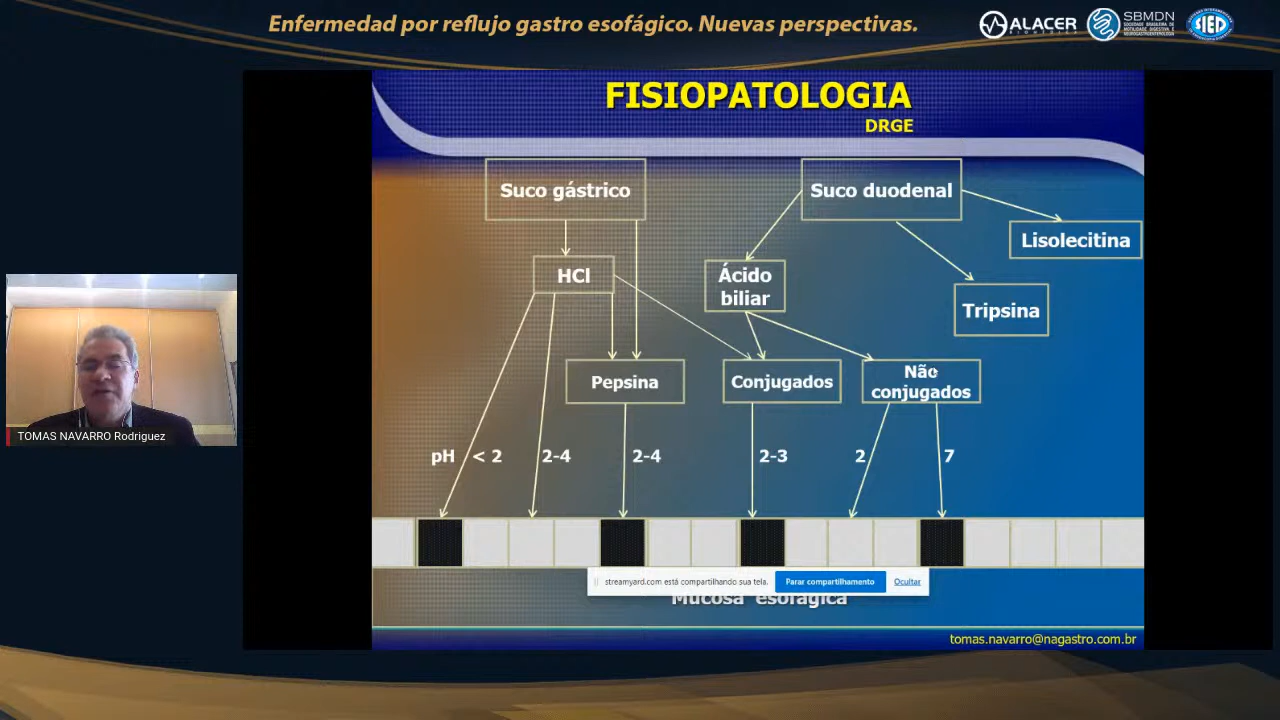 Enfermedad por reflujo gastro esofágico. Nuevas perspectivas.
ALACER
BIOMÉDICA
SBMDN
SIED
FISIOPATOLOGIA
DRGE
Suco gástrico
Suco duodenal
Lisolecitina
HCl
Ácido
biliar
Tripsina
Pepsina
Conjugados
Não
conjugados
pH < 2 2-4 2-4 2-3 2 7
streamyard.com está compartilhando sua tela. Parar compartilhamento Ocultar
Mucosa esofágica
tomas.navarro@nagastro.com.br
TOMAS NAVARRO Rodriguez